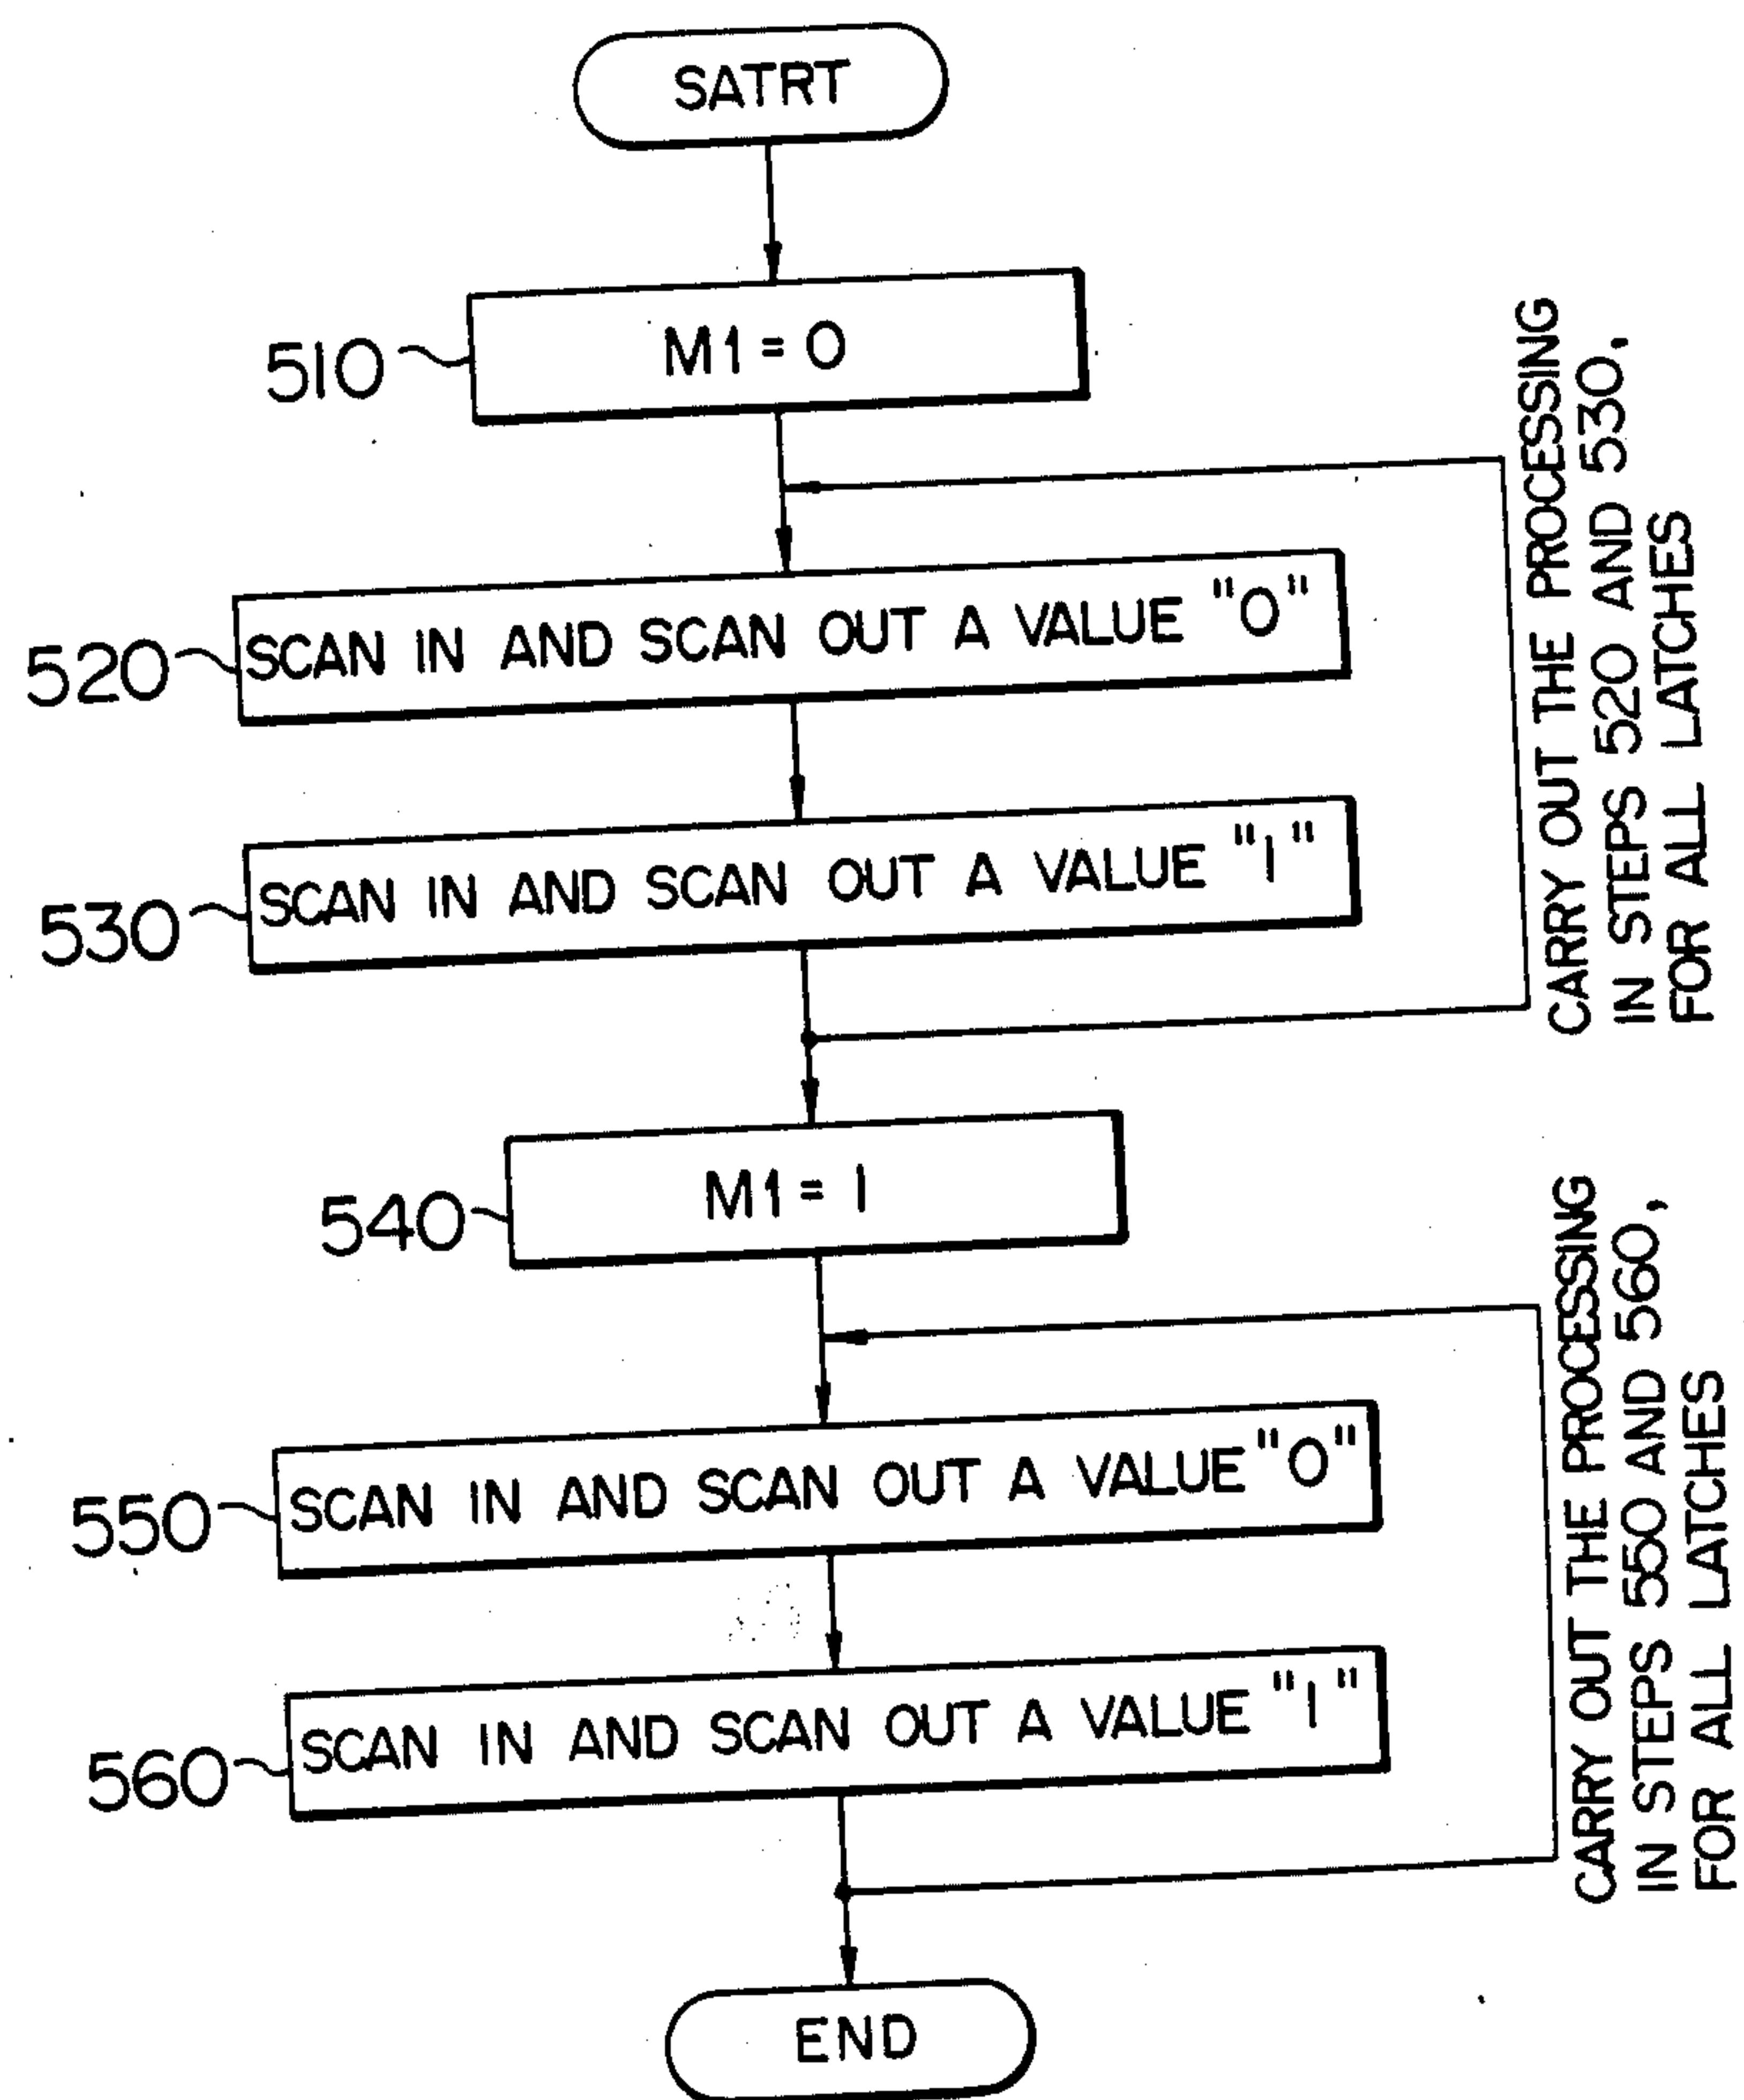 SATRT
510
M1 = 0
520
SCAN IN AND SCAN OUT A VALUE "0"
530
SCAN IN AND SCAN OUT A VALUE "1"
CARRY OUT THE PROCESSING
IN STEPS 520 AND 530,
FOR ALL LATCHES
540
M1 = 1
550
SCAN IN AND SCAN OUT A VALUE "0"
560
SCAN IN AND SCAN OUT A VALUE "1"
CARRY OUT THE PROCESSING
IN STEPS 550 AND 560,
FOR ALL LATCHES
END